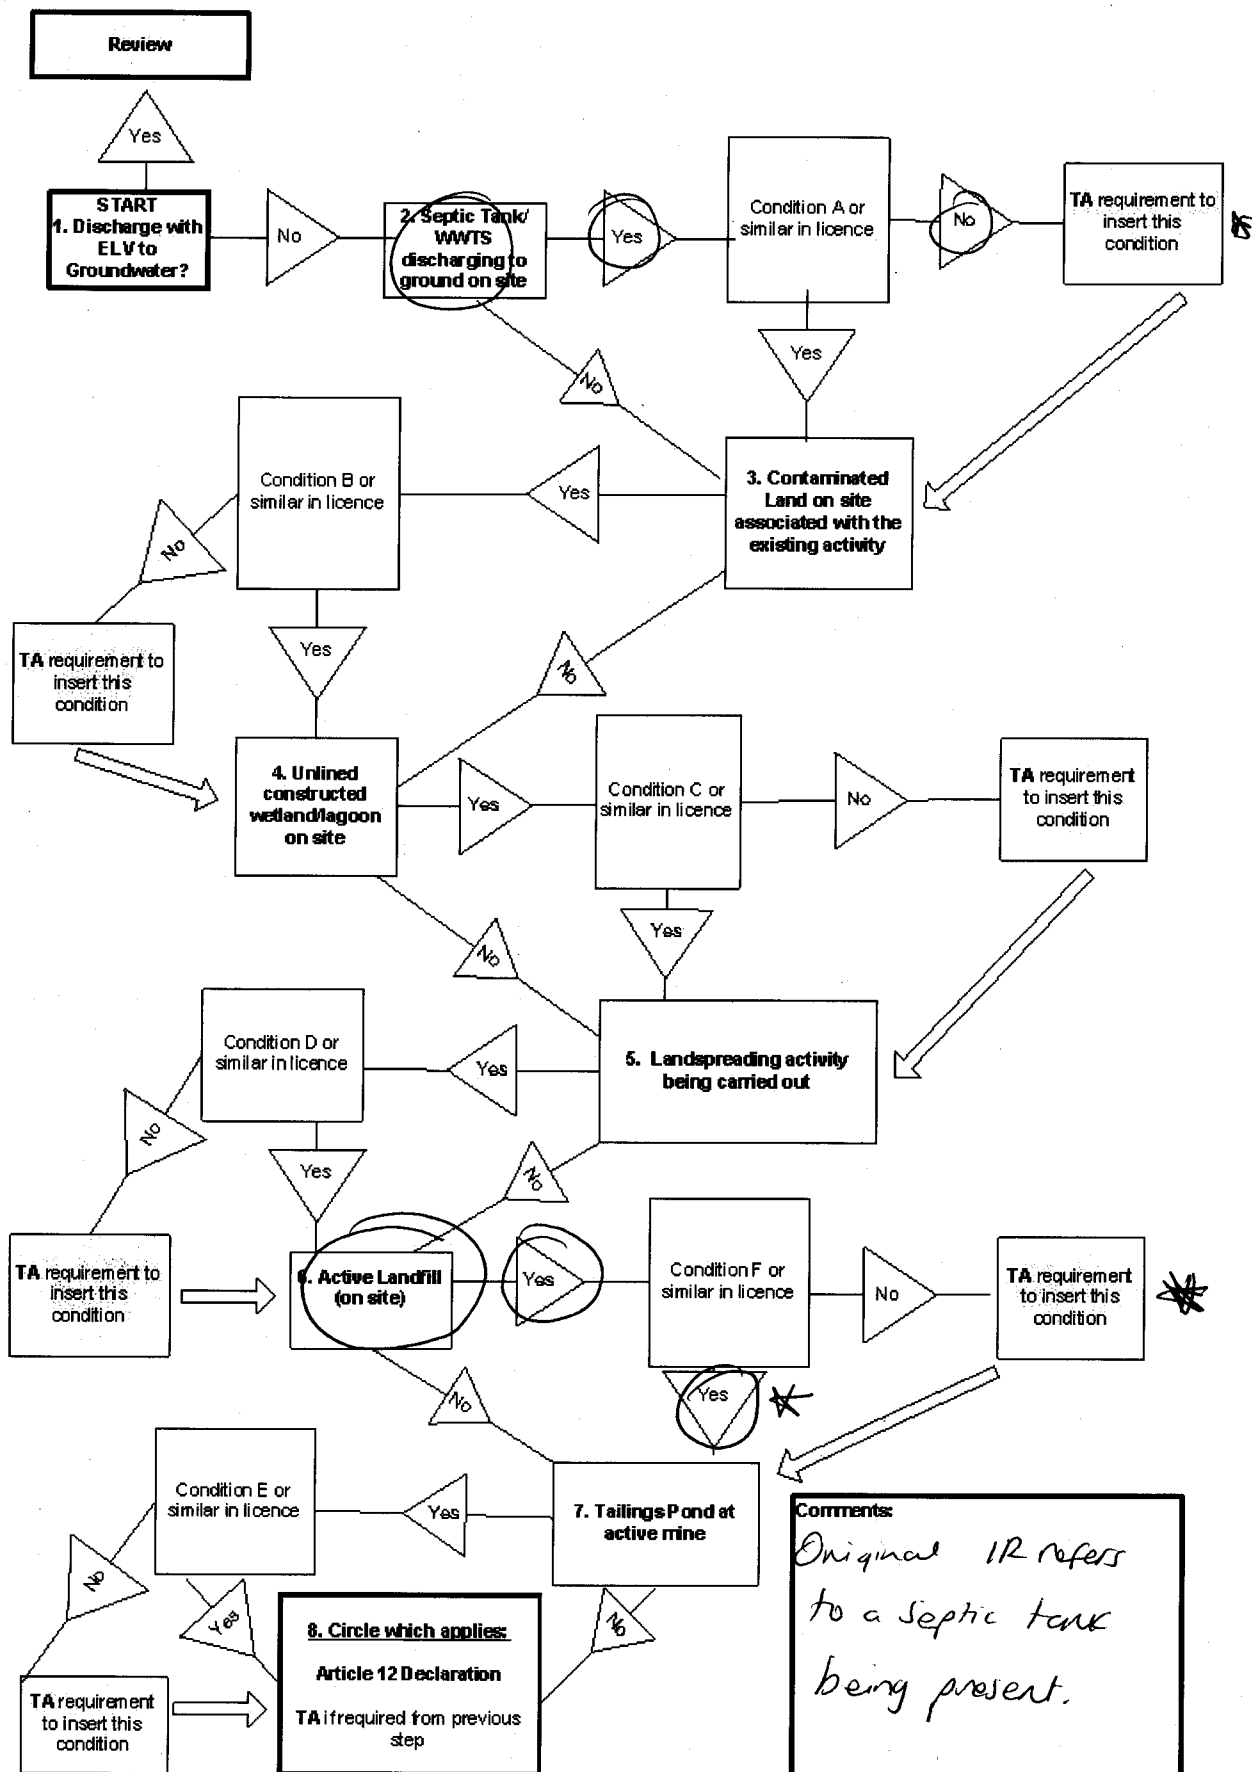 Review
Yes
START
1. Discharge with
ELV to
Groundwater?
No
2. Septic Tank/
WWTS
discharging to
ground on site
Yes
Condition A or
similar in licence
No
TA requirement to
insert this
condition
Yes
No
3. Contaminated
Land on site
associated with the
existing activity
Yes
Condition B or
similar in licence
No
TA requirement to
insert this
condition
Yes
No
4. Unlined
constructed
wetland/lagoon
on site
Yes
Condition C or
similar in licence
No
TA requirement
to insert this
condition
Yes
No
5. Landspreading activity
being carried out
Yes
Condition D or
similar in licence
No
TA requirement to
insert this
condition
Yes
No
6. Active Landfill
(on site)
Yes
Condition F or
similar in licence
No
TA requirement
to insert this
condition
Yes
No
7. Tailings Pond at
active mine
Yes
Condition E or
similar in licence
No
Yes
No
TA requirement
to insert this
condition
8. Circle which applies:
Article 12 Declaration
TA if required from previous
step
Comments:
Original IR refers
to a septic tank
being present.